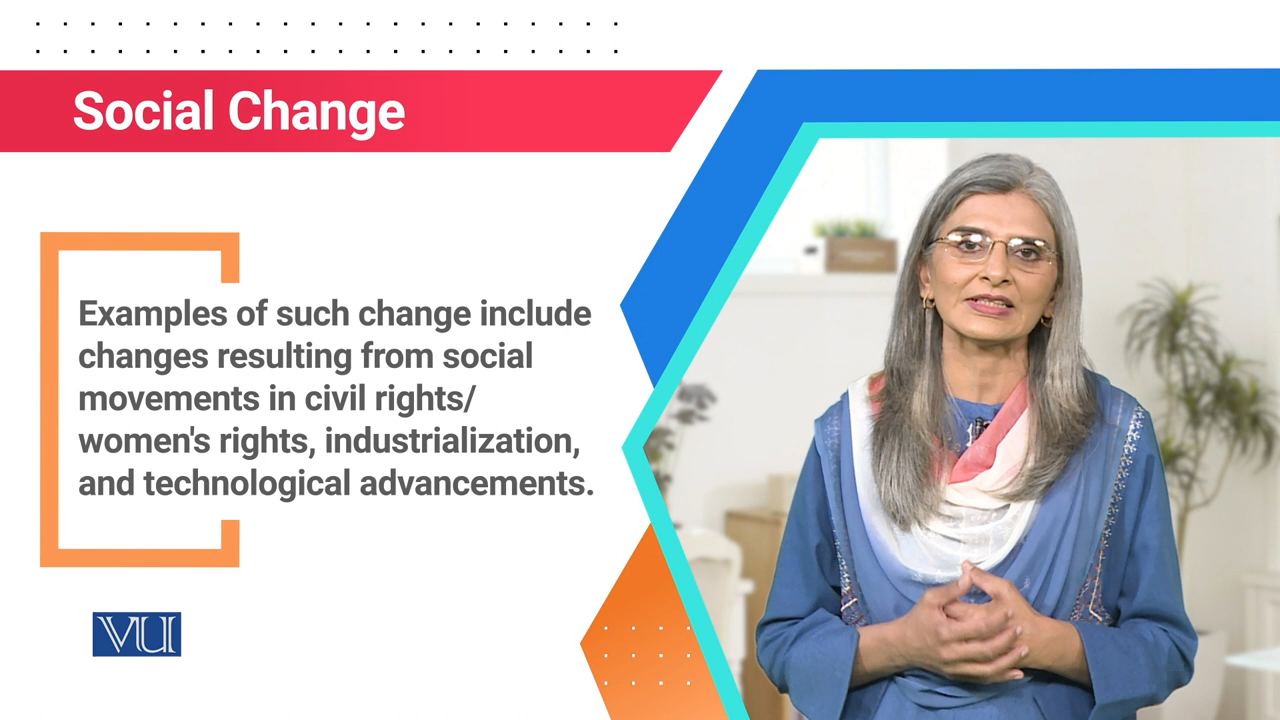 Social Change
Examples of such change include
changes resulting from social
movements in civil rights/
women's rights, industrialization,
and technological advancements.
VU